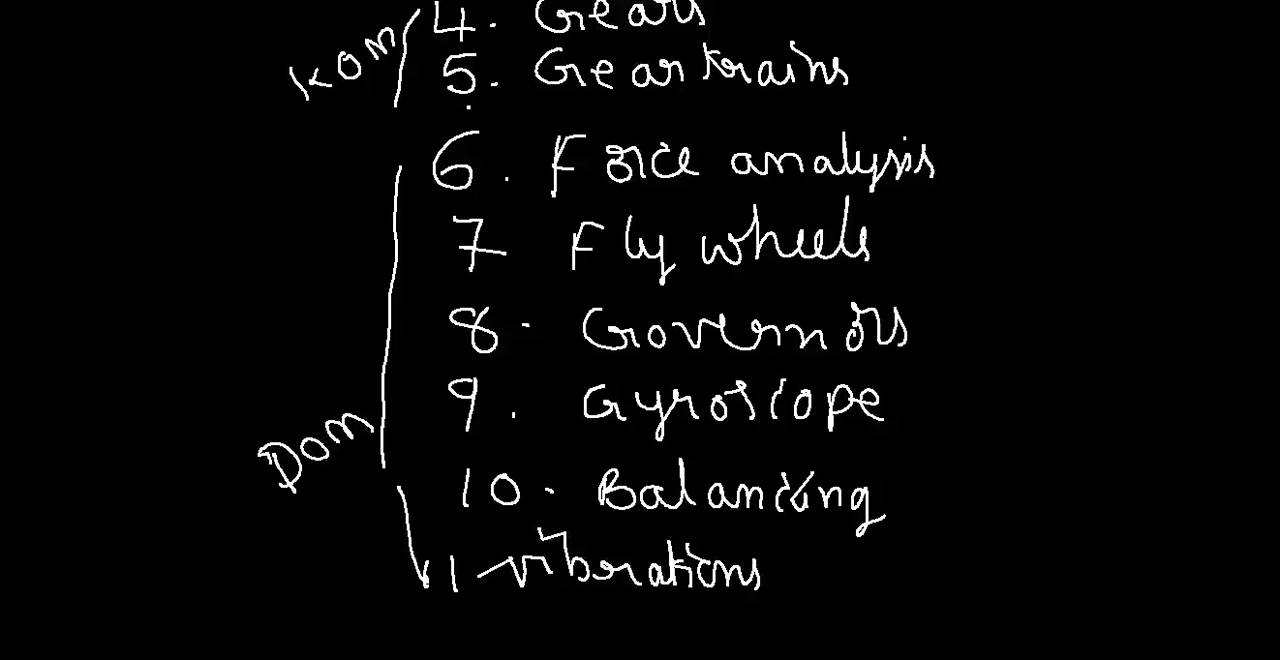 4. Gears
KOM
5. Gear trains
6. Force analysis
7 Fly wheels
8. Governors
9. Gyroscope
DOM
10. Balancing
11 viberations